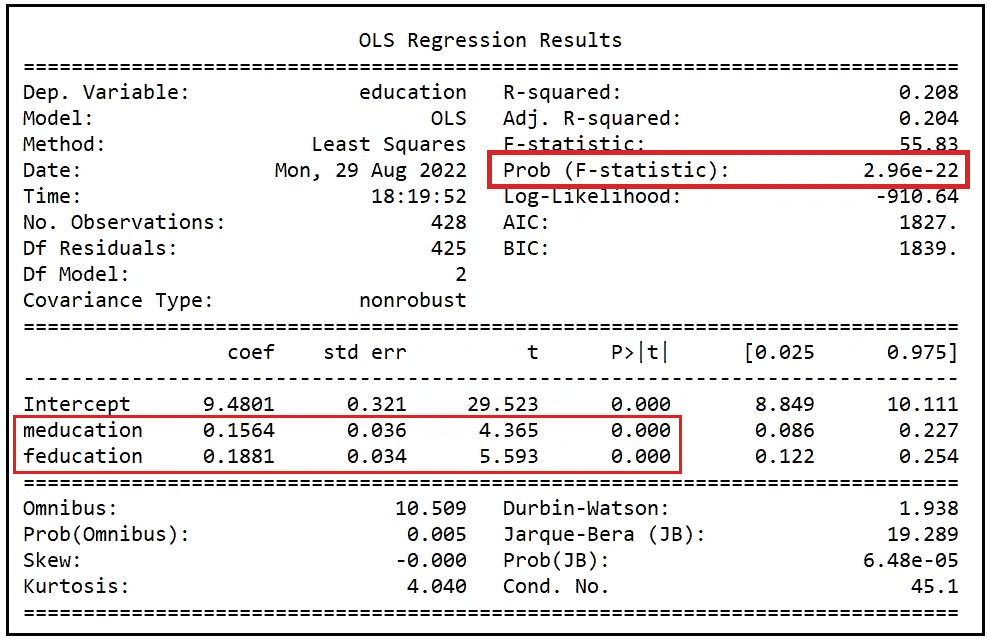 OLS Regression Results
==============================================================================
Dep. Variable: education R-squared: 0.208
Model: OLS Adj. R-squared: 0.204
Method: Least Squares F-statistic: 55.83
Date: Mon, 29 Aug 2022 Prob (F-statistic): 2.96e-22
Time: 18:19:52 Log-Likelihood: -910.64
No. Observations: 428 AIC: 1827.
Df Residuals: 425 BIC: 1839.
Df Model: 2
Covariance Type: nonrobust
==============================================================================
coef std err t P>|t| [0.025 0.975]
------------------------------------------------------------------------------
Intercept 9.4801 0.321 29.523 0.000 8.849 10.111
meducation 0.1564 0.036 4.365 0.000 0.086 0.227
feducation 0.1881 0.034 5.593 0.000 0.122 0.254
==============================================================================
Omnibus: 10.509 Durbin-Watson: 1.938
Prob(Omnibus): 0.005 Jarque-Bera (JB): 19.289
Skew: -0.000 Prob(JB): 6.48e-05
Kurtosis: 4.040 Cond. No. 45.1
==============================================================================